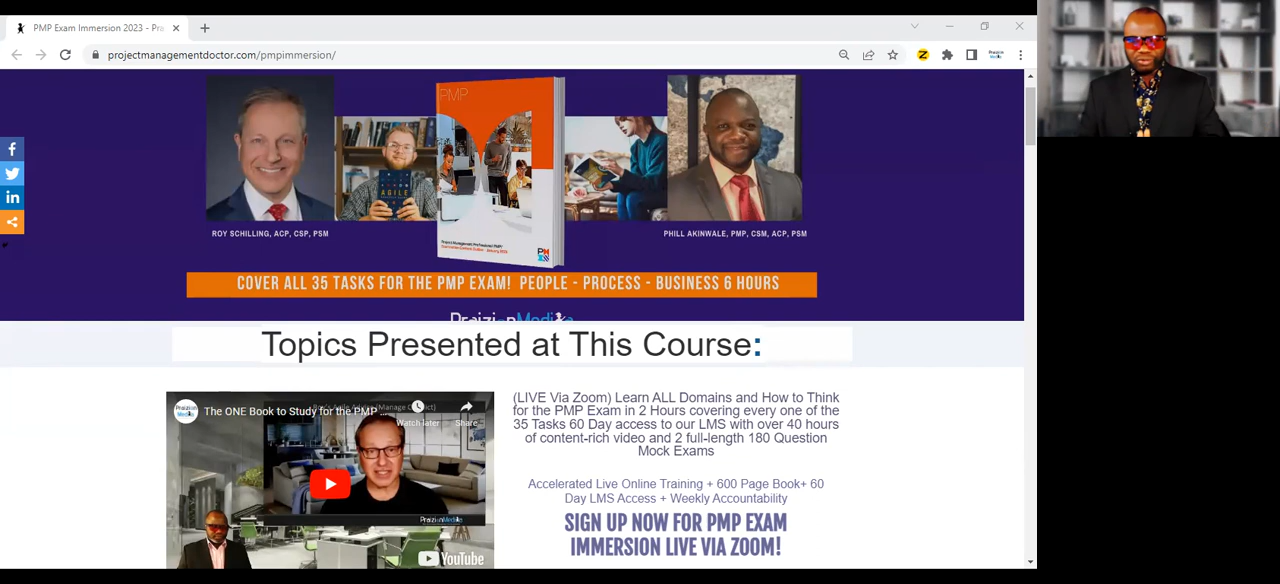 PMP Exam Immersion 2023 - Pra
projectmanagementdoctor.com/pmpimmersion/
PMP
AGILE
ROY SCHILLING, ACP, CSP, PSM
PHILL AKINWALE, PMP, CSM, ACP, PSM
COVER ALL 35 TASKS FOR THE PMP EXAM! PEOPLE - PROCESS - BUSINESS 6 HOURS
PraizionMedia
Topics Presented at This Course:
The ONE Book to Study for the PMP ...
Watch later
Share
PraizionMedia
YouTube
(LIVE Via Zoom) Learn ALL Domains and How to Think
for the PMP Exam in 2 Hours covering every one of the
35 Tasks 60 Day access to our LMS with over 40 hours
of content-rich video and 2 full-length 180 Question
Mock Exams
Accelerated Live Online Training + 600 Page Book+ 60
Day LMS Access + Weekly Accountability
SIGN UP NOW FOR PMP EXAM
IMMERSION LIVE VIA ZOOM!